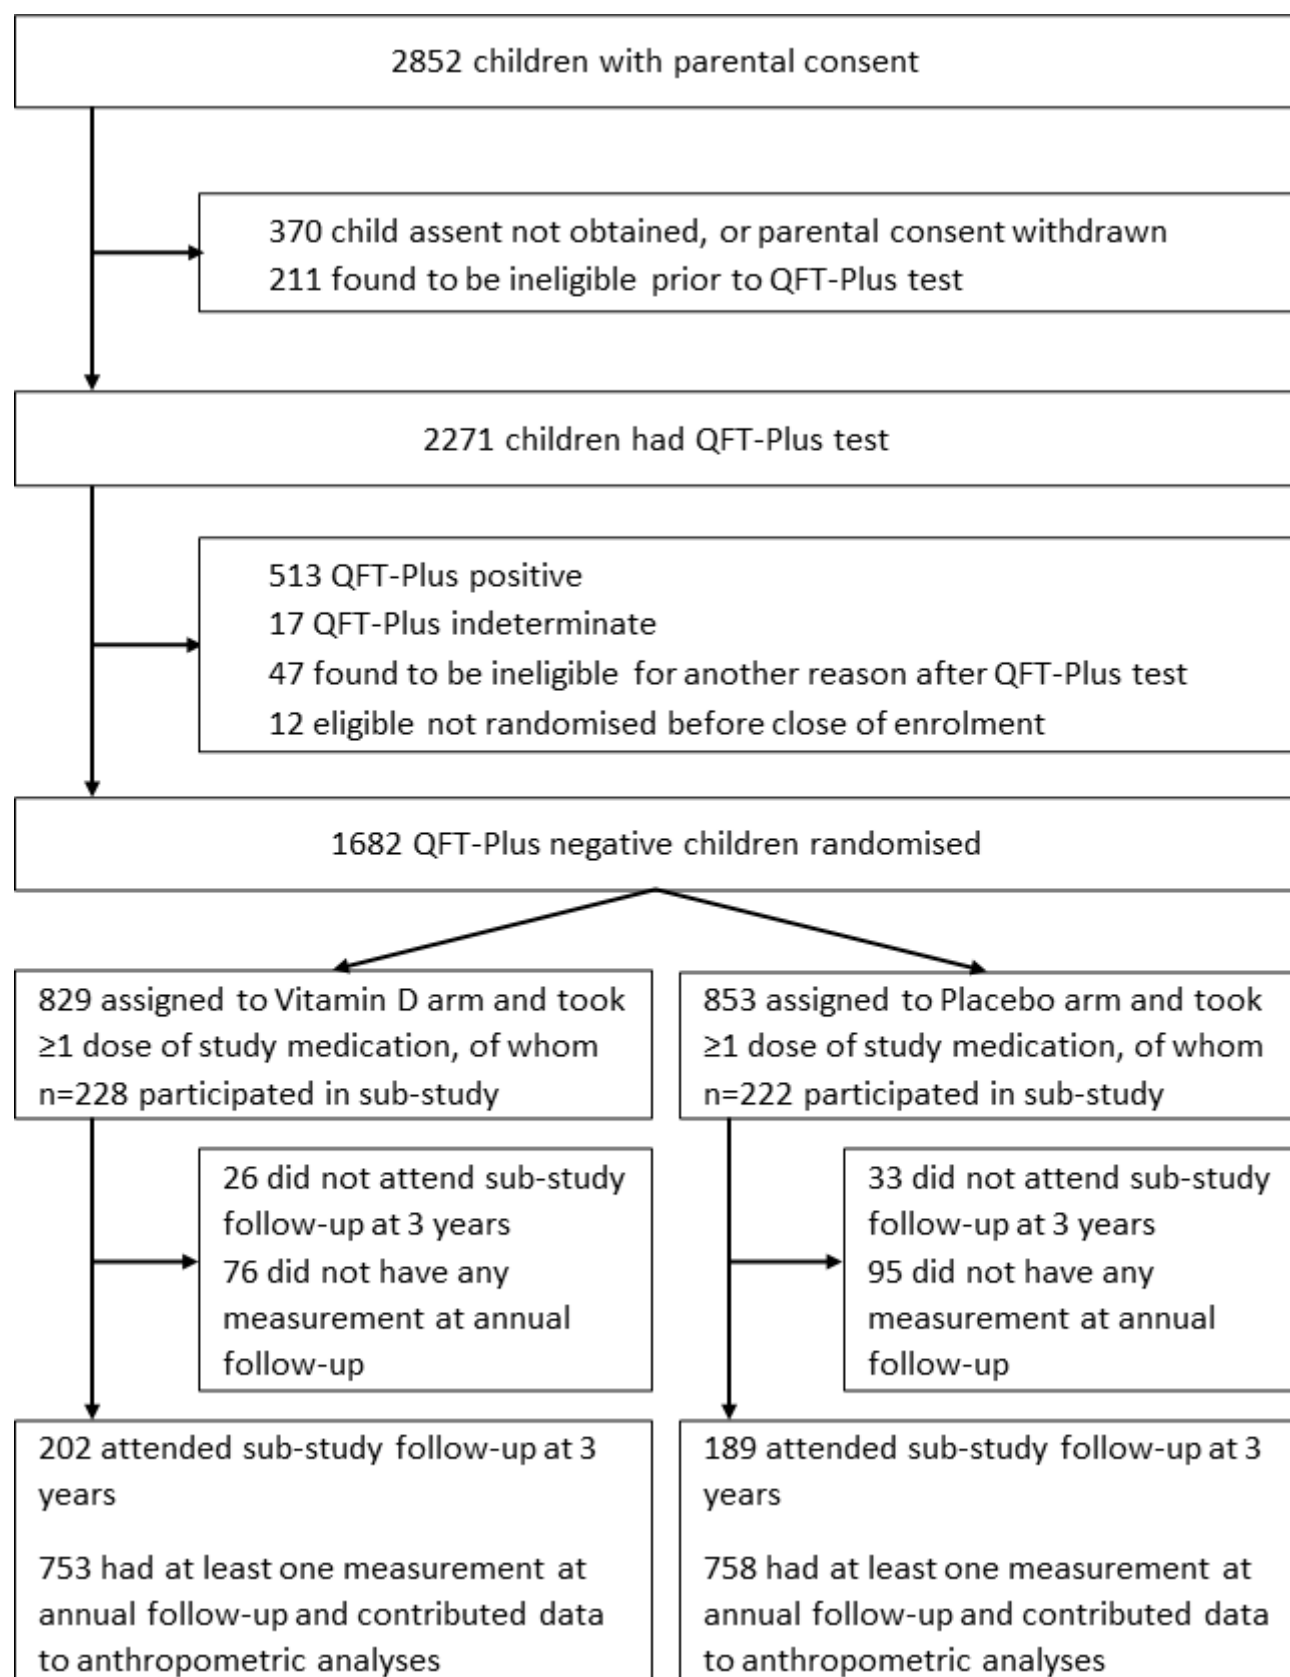 2852 children with parental consent
370 child assent not obtained, or parental consent withdrawn
211 found to be ineligible prior to QFT-Plus test
2271 children had QFT-Plus test
513 QFT-Plus positive
17 QFT-Plus indeterminate
47 found to be ineligible for another reason after QFT-Plus test
12 eligible not randomised before close of enrolment
1682 QFT-Plus negative children randomised
829 assigned to Vitamin D arm and took
≥1 dose of study medication, of whom
n=228 participated in sub-study
853 assigned to Placebo arm and took
≥1 dose of study medication, of whom
n=222 participated in sub-study
26 did not attend sub-study
follow-up at 3 years
76 did not have any
measurement at annual
follow-up
33 did not attend sub-study
follow-up at 3 years
95 did not have any
measurement at annual
follow-up
202 attended sub-study follow-up at 3
years
753 had at least one measurement at
annual follow-up and contributed data
to anthropometric analyses
189 attended sub-study follow-up at 3
years
758 had at least one measurement at
annual follow-up and contributed data
to anthropometric analyses